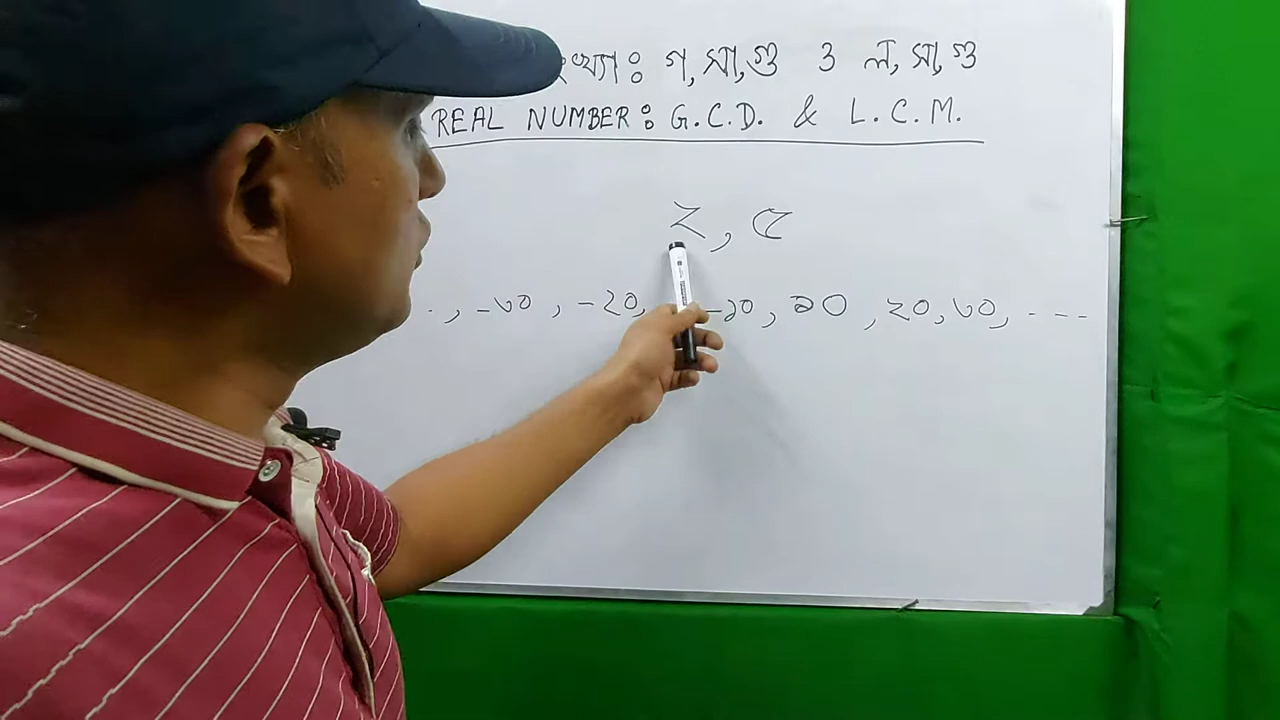 সংখ্যাঃ গ, সা, গু ও ল, সা, গু
REAL NUMBER: G.C.D. & L.C.M.
২, ৫
, -৩০, -২০, -১০, ১০, ২০, ৩০, ---